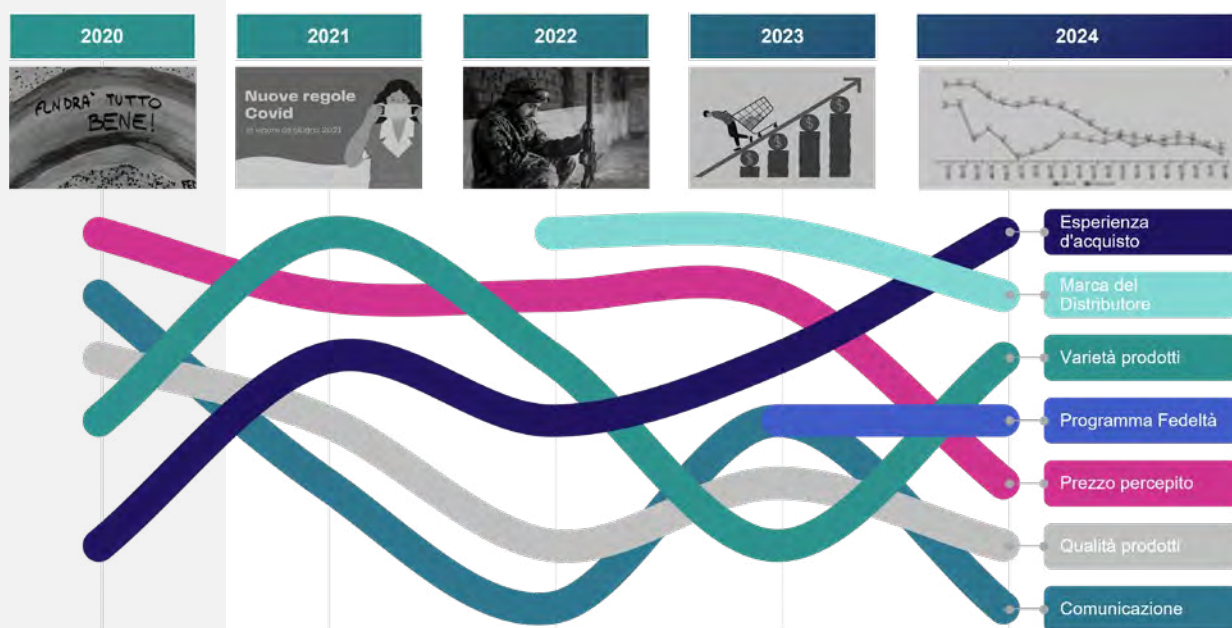 2020
2021
2022
2023
2024
ANDRA' TUTTO
BENE!
Nuove regole
Covid
Esperienza
d'acquisto
Marca del
Distributore
Varietà prodotti
Programma Fedeltà
Prezzo percepito
Qualità prodotti
Comunicazione